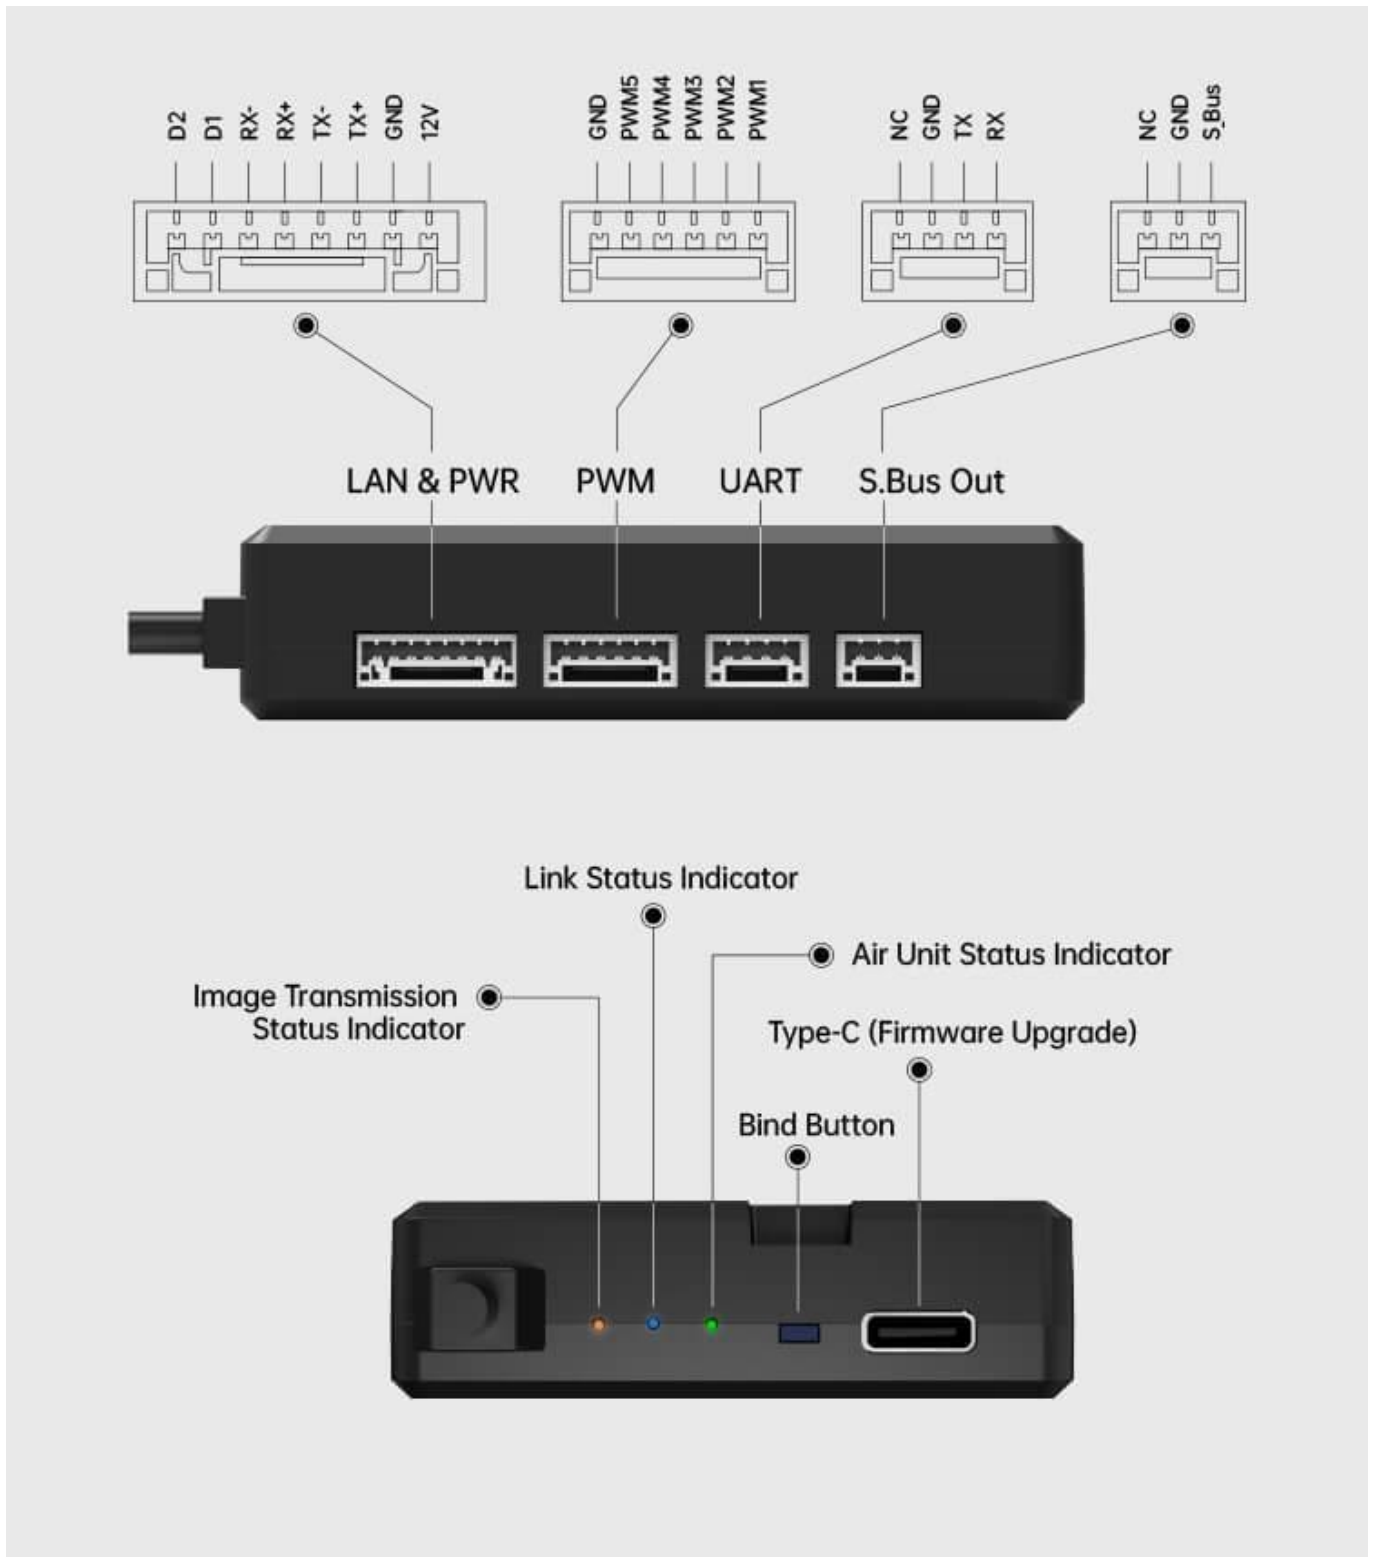 D2 D1 RX- RX+ TX- TX+ GND 12V
GND PWM5 PWM4 PWM3 PWM2 PWM1
NC GND TX RX
NC GND S_Bus
LAN & PWR
PWM
UART
S.Bus Out
Link Status Indicator
Air Unit Status Indicator
Image Transmission
Status Indicator
Type-C (Firmware Upgrade)
Bind Button